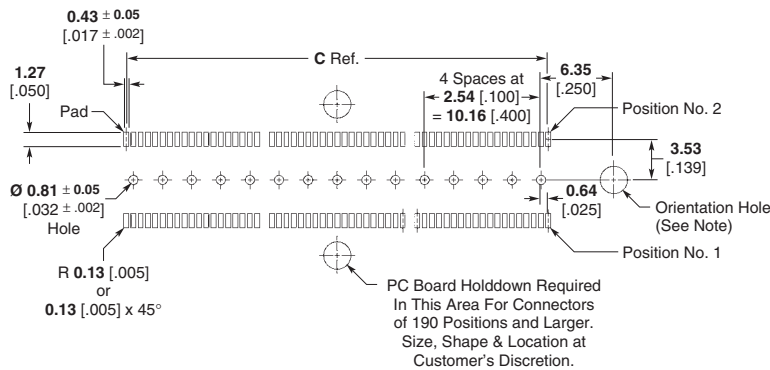 0.43 ± 0.05
[.017 ± .002]
C Ref.
1.27
[.050]
4 Spaces at
2.54 [.100]
= 10.16 [.400]
6.35
[.250]
Pad
Position No. 2
3.53
[.139]
Ø 0.81 ± 0.05
[.032 ± .002]
Hole
0.64
[.025]
Orientation Hole
(See Note)
Position No. 1
R 0.13 [.005]
or
0.13 [.005] x 45°
PC Board Holddown Required
In This Area For Connectors
of 190 Positions and Larger.
Size, Shape & Location at
Customer's Discretion.